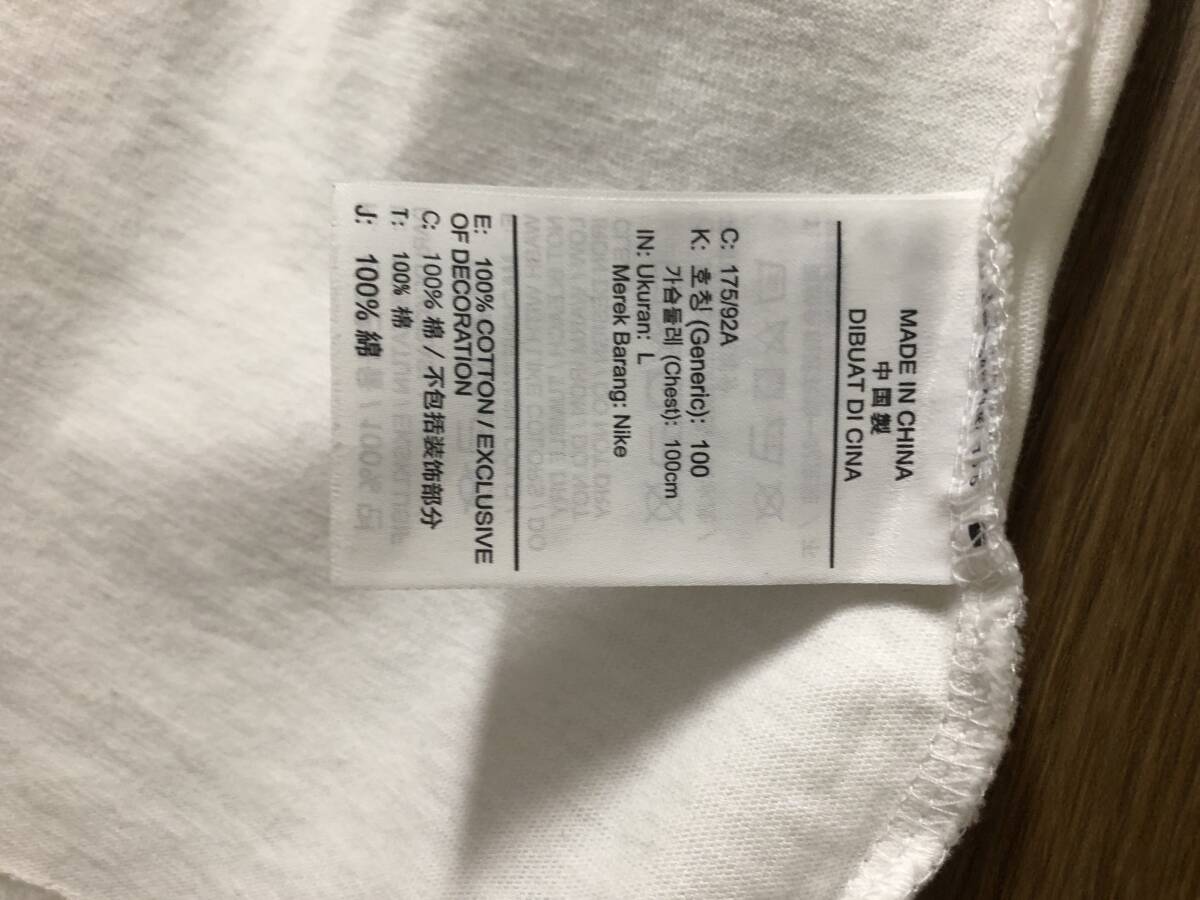 MADE IN CHINA
中国製
DIBUAT DI CINA
C: 175/92A
K: 호칭 (Generic): 100
가슴둘레 (Chest): 100cm
IN: Ukuran: L
Merek Barang: Nike
E: 100% COTTON / EXCLUSIVE
OF DECORATION
C: 100% 棉 / 不包括装饰部分
T: 100% 棉
J: 100% 綿